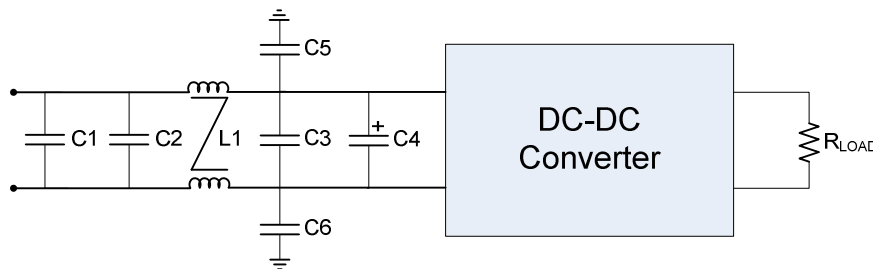 C5
C1
C2
L1
C3
+
C4
DC-DC
Converter
RLOAD
C6